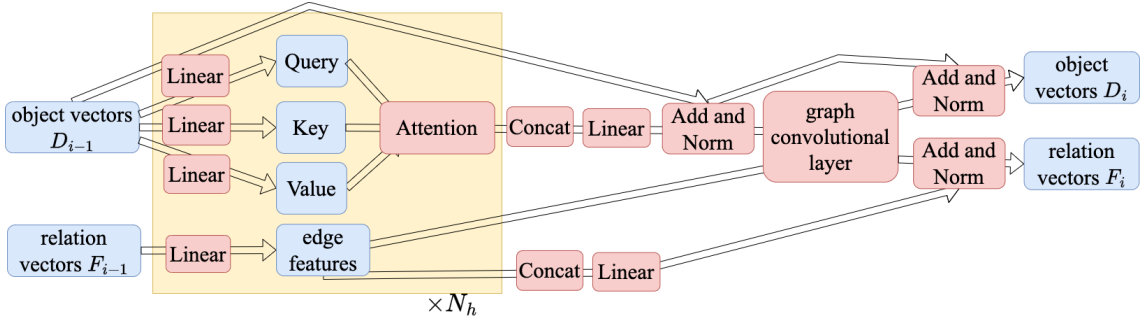 object vectors
D_{i-1}
relation
vectors F_{i-1}
Linear
Linear
Linear
Linear
Query
Key
Value
edge
features
Attention
×N_h
Concat
Linear
Add and
Norm
Concat
Linear
graph
convolutional
layer
Add and
Norm
Add and
Norm
object
vectors D_i
relation
vectors F_i